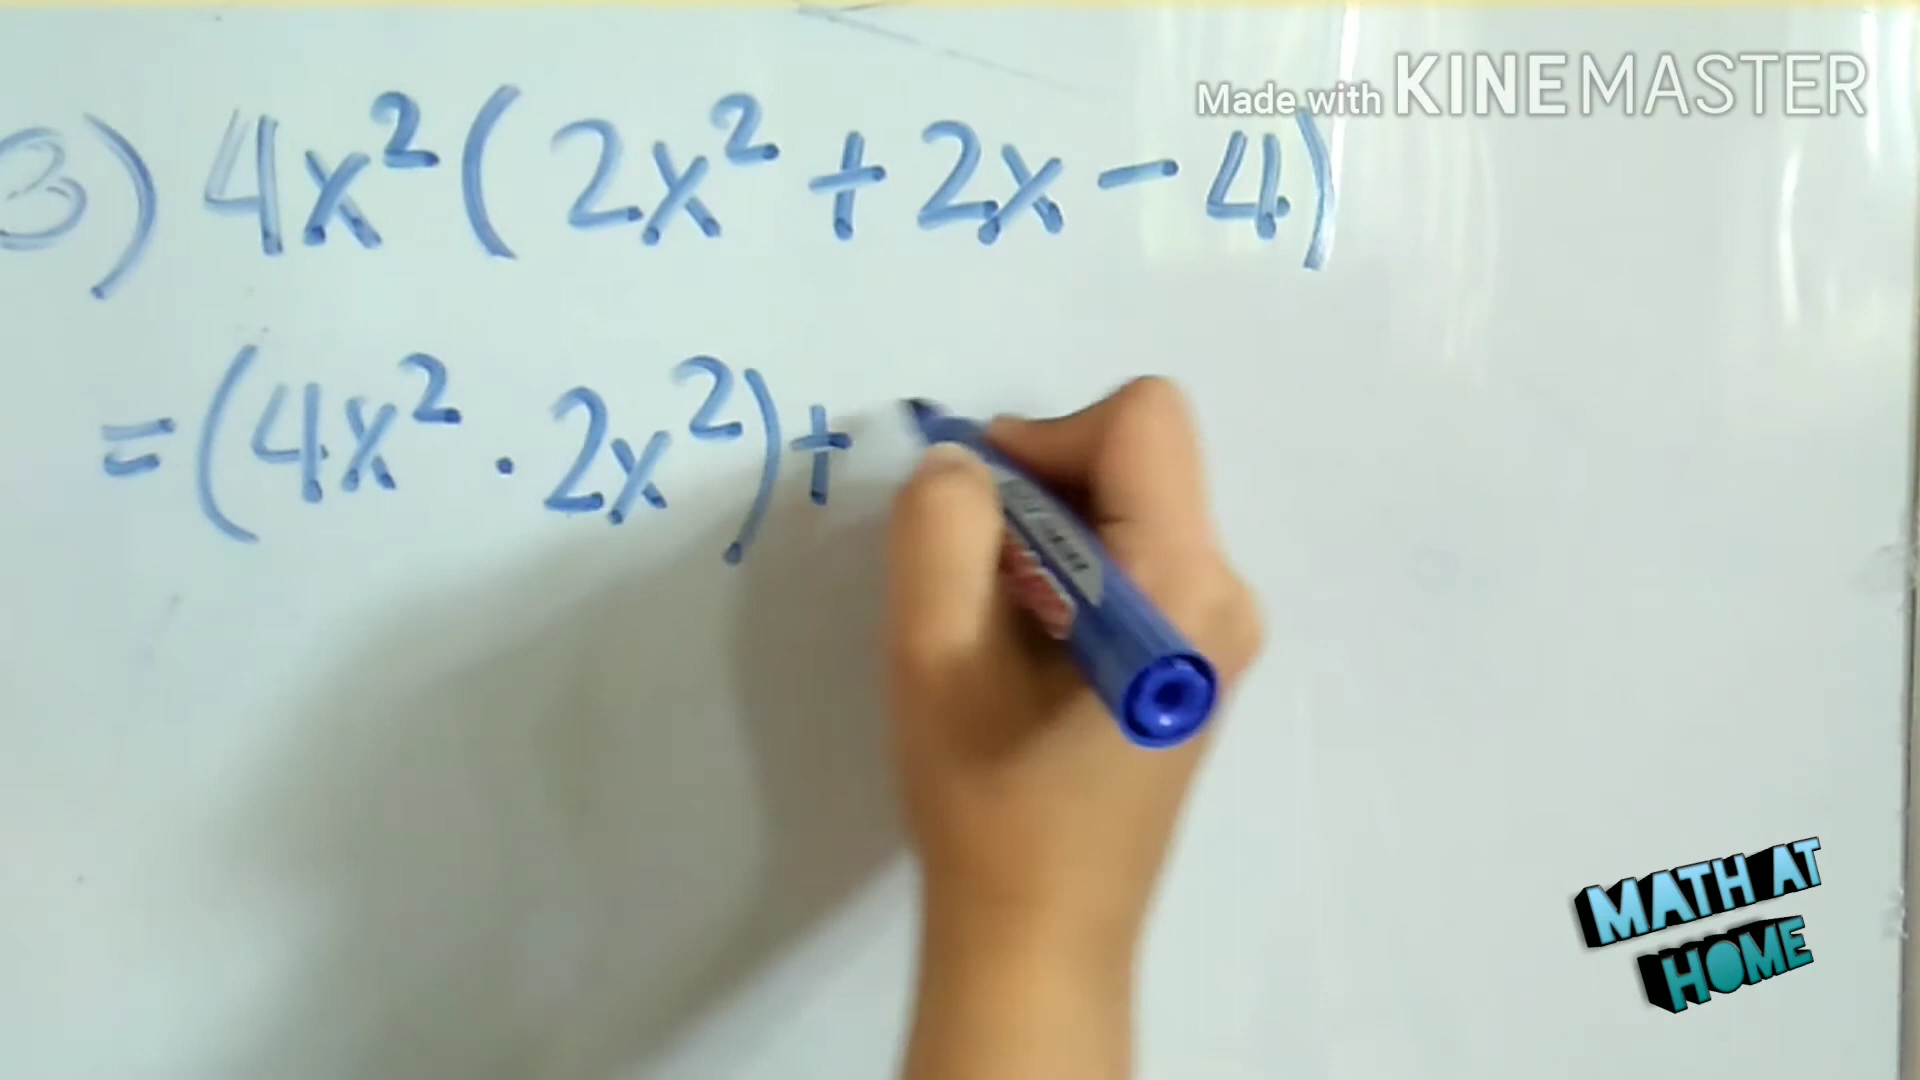 Made with KINEMASTER
3) 4x² ( 2x² + 2x - 4 )
= (4x² · 2x²) +
MATH AT
HOME